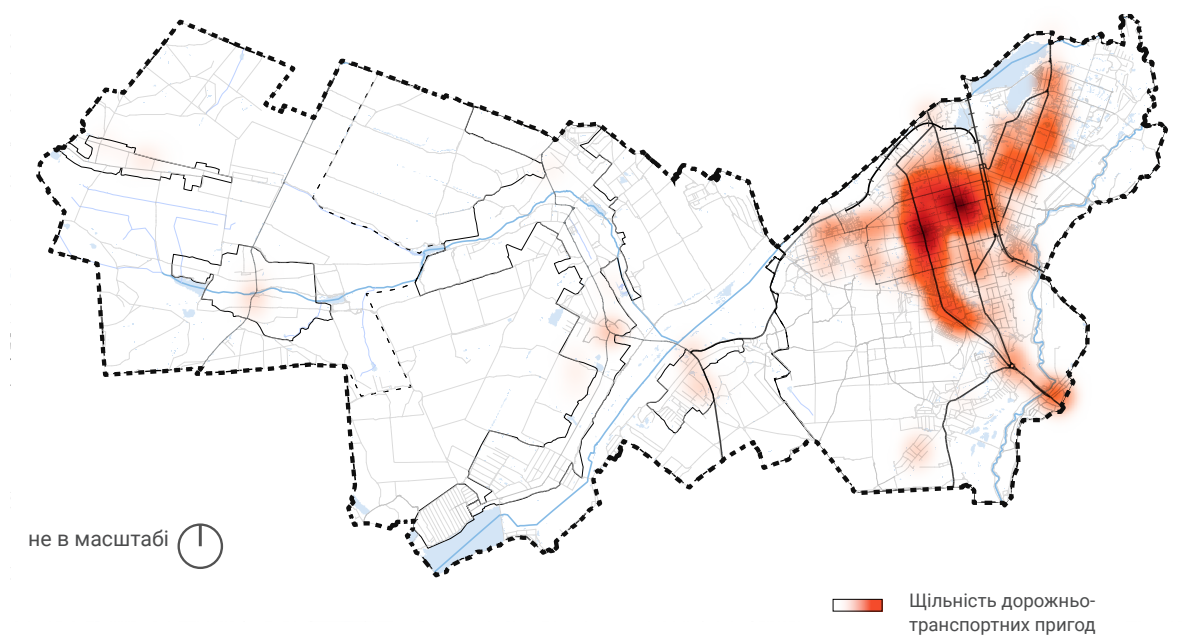 не в масштабі
Щільність дорожньо-
транспортних пригод